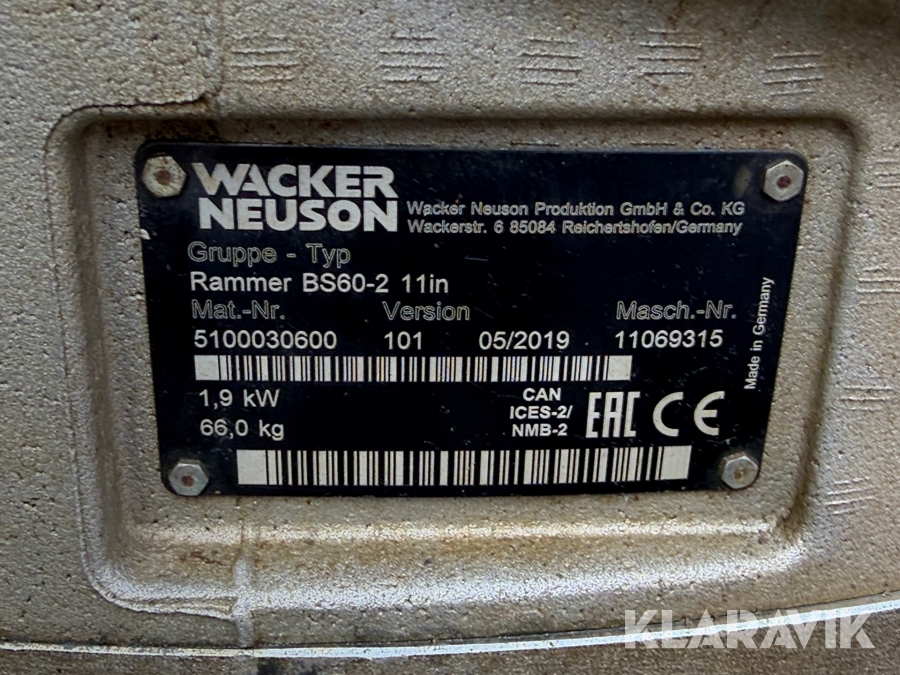 WACKER
NEUSON
Wacker Neuson Produktion GmbH & Co. KG
Wackerstr. 6 85084 Reichertshofen/Germany
Gruppe - Typ
Rammer BS60-2 11in
Mat.-Nr. Version Masch.-Nr.
5100030600 101 05/2019 11069315
1,9 kW
66,0 kg
CAN
ICES-2/
NMB-2
EAC CE
Made in Germany
KLARAVIK